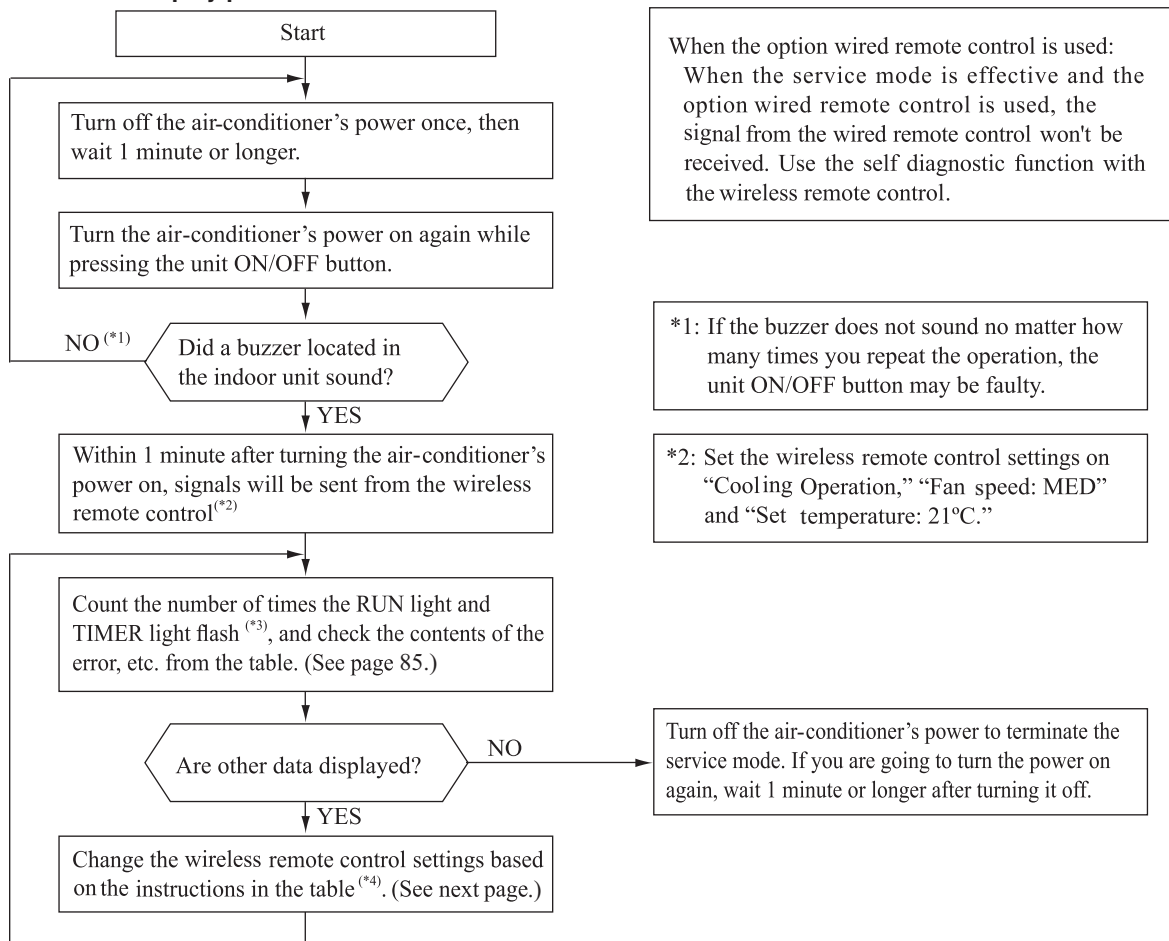 Start
Turn off the air-conditioner's power once, then
wait 1 minute or longer.
Turn the air-conditioner's power on again while
pressing the unit ON/OFF button.
NO (*1)
Did a buzzer located in
the indoor unit sound?
YES
Within 1 minute after turning the air-conditioner's
power on, signals will be sent from the wireless
remote control(*2)
Count the number of times the RUN light and
TIMER light flash (*3), and check the contents of the
error, etc. from the table. (See page 85.)
Are other data displayed?
NO
YES
Change the wireless remote control settings based
on the instructions in the table(*4). (See next page.)
When the option wired remote control is used:
When the service mode is effective and the
option wired remote control is used, the
signal from the wired remote control won't be
received. Use the self diagnostic function with
the wireless remote control.
*1: If the buzzer does not sound no matter how
many times you repeat the operation, the
unit ON/OFF button may be faulty.
*2: Set the wireless remote control settings on
“Cooling Operation,” “Fan speed: MED”
and “Set temperature: 21ºC.”
Turn off the air-conditioner's power to terminate the
service mode. If you are going to turn the power on
again, wait 1 minute or longer after turning it off.